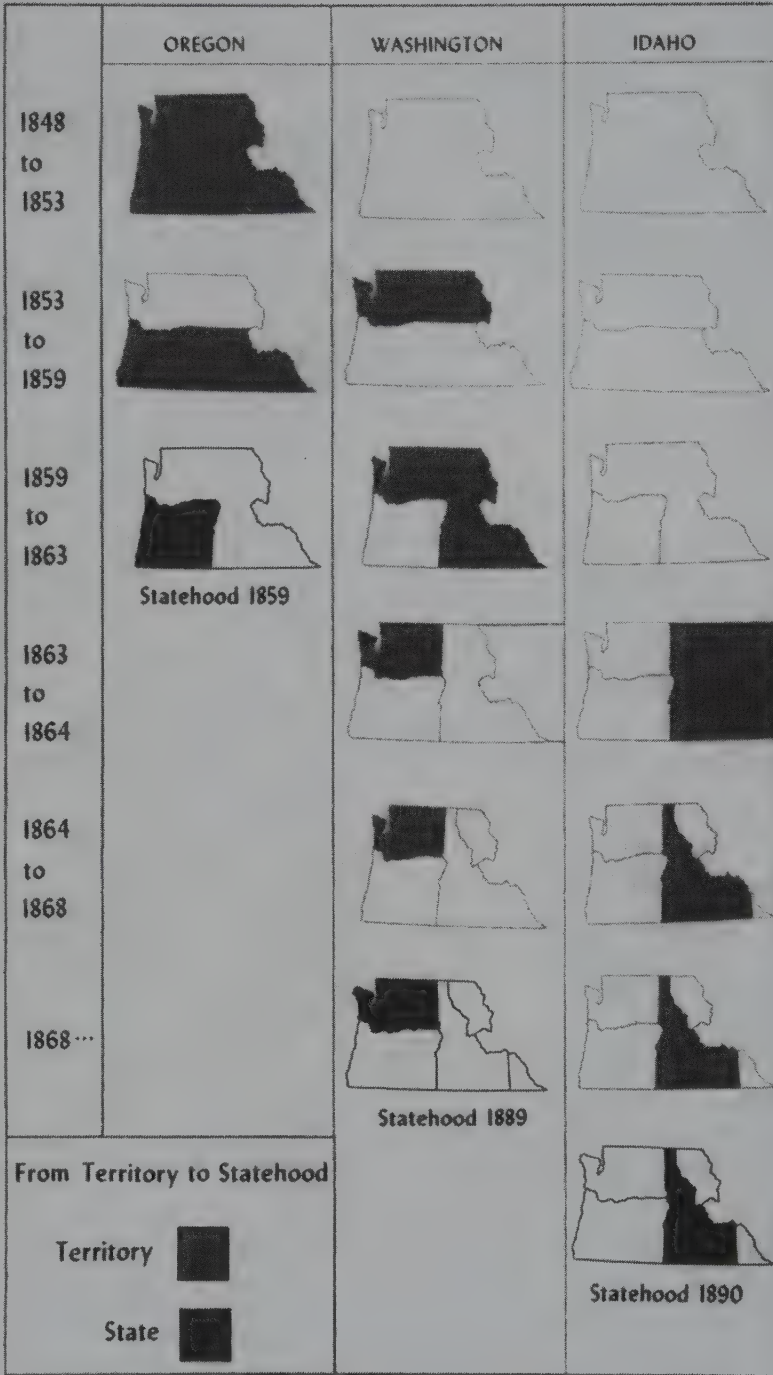 OREGON WASHINGTON IDAHO
1848
to
1853
1853
to
1859
1859
to
1863
Statehood 1859
1863
to
1864
1864
to
1868
1868...
Statehood 1889
From Territory to Statehood
Territory
Statehood 1890
State